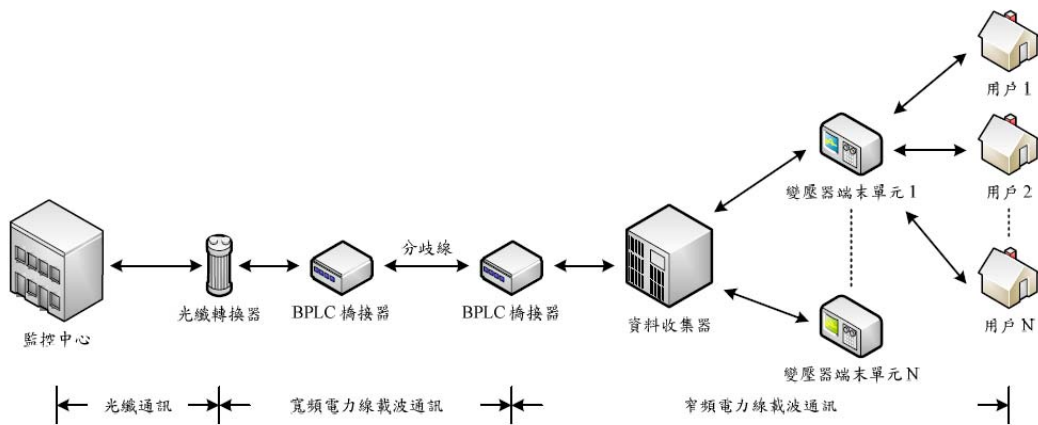 用戶 1
用戶 2
變壓器端末單元 1
分歧線
用戶 N
光纖轉換器
BPLC 橋接器
BPLC 橋接器
資料收集器
監控中心
變壓器端末單元 N
光纖通訊
寬頻電力線載波通訊
窄頻電力線載波通訊